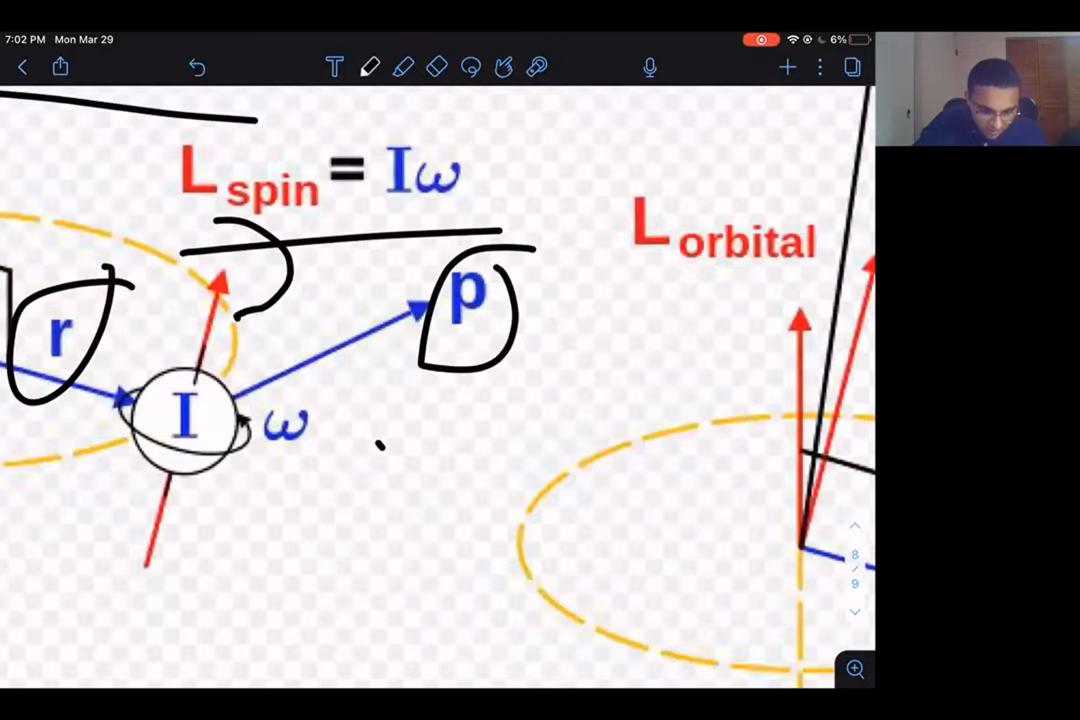 7:02 PM Mon Mar 29
6%
T
L spin = Iω
L orbital
r
p
I
ω
8
/
9